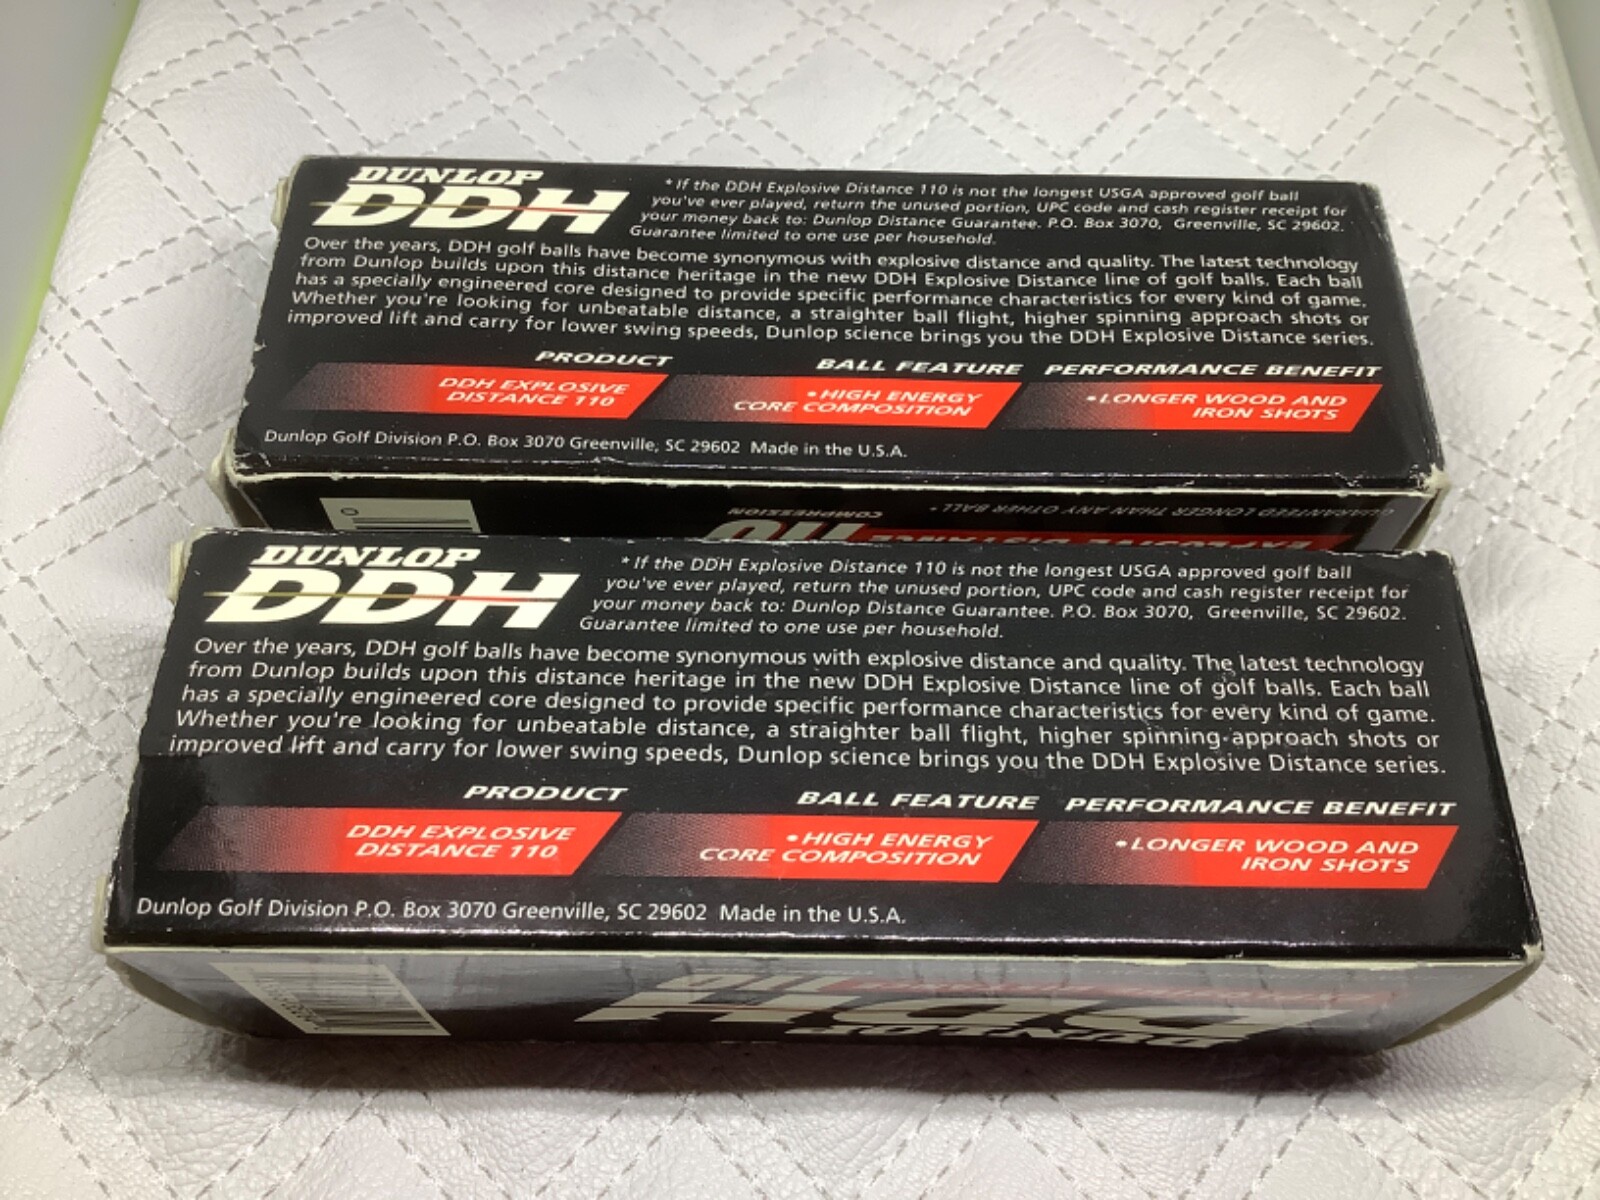 DUNLOP
DDH
* If the DDH Explosive Distance 110 is not the longest USGA approved golf ball
you've ever played, return the unused portion, UPC code and cash register receipt for
your money back to: Dunlop Distance Guarantee. P.O. Box 3070, Greenville, SC 29602.
Guarantee limited to one use per household.
Over the years, DDH golf balls have become synonymous with explosive distance and quality. The latest technology
from Dunlop builds upon this distance heritage in the new DDH Explosive Distance line of golf balls. Each ball
has a specially engineered core designed to provide specific performance characteristics for every kind of game.
Whether you're looking for unbeatable distance, a straighter ball flight, higher spinning approach shots or
improved lift and carry for lower swing speeds, Dunlop science brings you the DDH Explosive Distance series.
PRODUCT BALL FEATURE PERFORMANCE BENEFIT
DDH EXPLOSIVE •HIGH ENERGY •LONGER WOOD AND
DISTANCE 110 CORE COMPOSITION IRON SHOTS
Dunlop Golf Division P.O. Box 3070 Greenville, SC 29602 Made in the U.S.A.
GUARANTEED LONGER THAN ANY OTHER BALL*
COMPRESSION
EXPLOSIVE DISTANCE 110
DUNLOP
DDH
* If the DDH Explosive Distance 110 is not the longest USGA approved golf ball
you've ever played, return the unused portion, UPC code and cash register receipt for
your money back to: Dunlop Distance Guarantee. P.O. Box 3070, Greenville, SC 29602.
Guarantee limited to one use per household.
Over the years, DDH golf balls have become synonymous with explosive distance and quality. The latest technology
from Dunlop builds upon this distance heritage in the new DDH Explosive Distance line of golf balls. Each ball
has a specially engineered core designed to provide specific performance characteristics for every kind of game.
Whether you're looking for unbeatable distance, a straighter ball flight, higher spinning approach shots or
improved lift and carry for lower swing speeds, Dunlop science brings you the DDH Explosive Distance series.
PRODUCT BALL FEATURE PERFORMANCE BENEFIT
DDH EXPLOSIVE •HIGH ENERGY •LONGER WOOD AND
DISTANCE 110 CORE COMPOSITION IRON SHOTS
Dunlop Golf Division P.O. Box 3070 Greenville, SC 29602 Made in the U.S.A.
DUNLOP
DDH
EXPLOSIVE DISTANCE 110